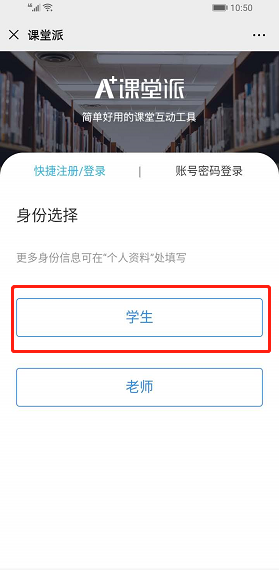 10:50
课堂派
A+课堂派
简单好用的课堂互动工具
快捷注册/登录 | 账号密码登录
身份选择
更多身份信息可在“个人资料”处填写
学生
老师